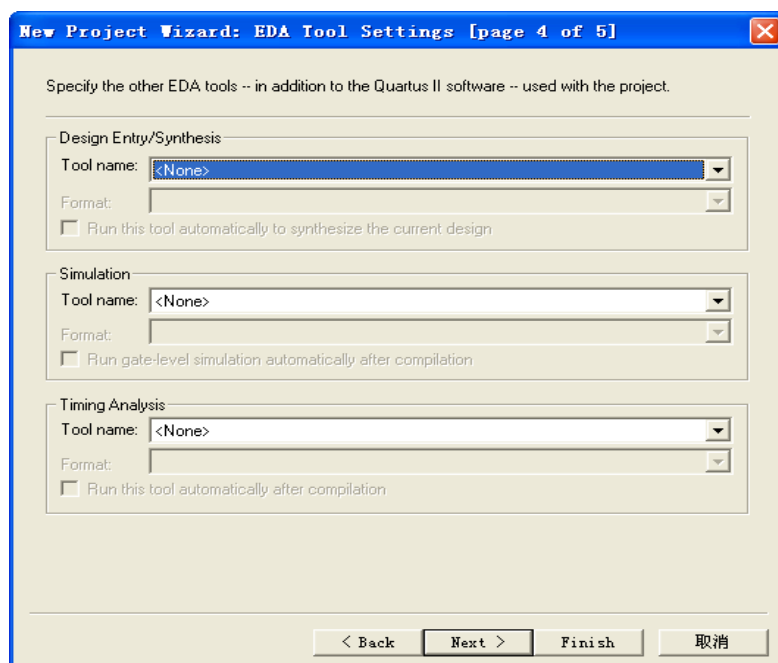 New Project Wizard: EDA Tool Settings [page 4 of 5]
Specify the other EDA tools -- in addition to the Quartus II software -- used with the project.
Design Entry/Synthesis
Tool name: <None>
Format:
Run this tool automatically to synthesize the current design
Simulation
Tool name: <None>
Format:
Run gate-level simulation automatically after compilation
Timing Analysis
Tool name: <None>
Format:
Run this tool automatically after compilation
< Back Next > Finish 取消